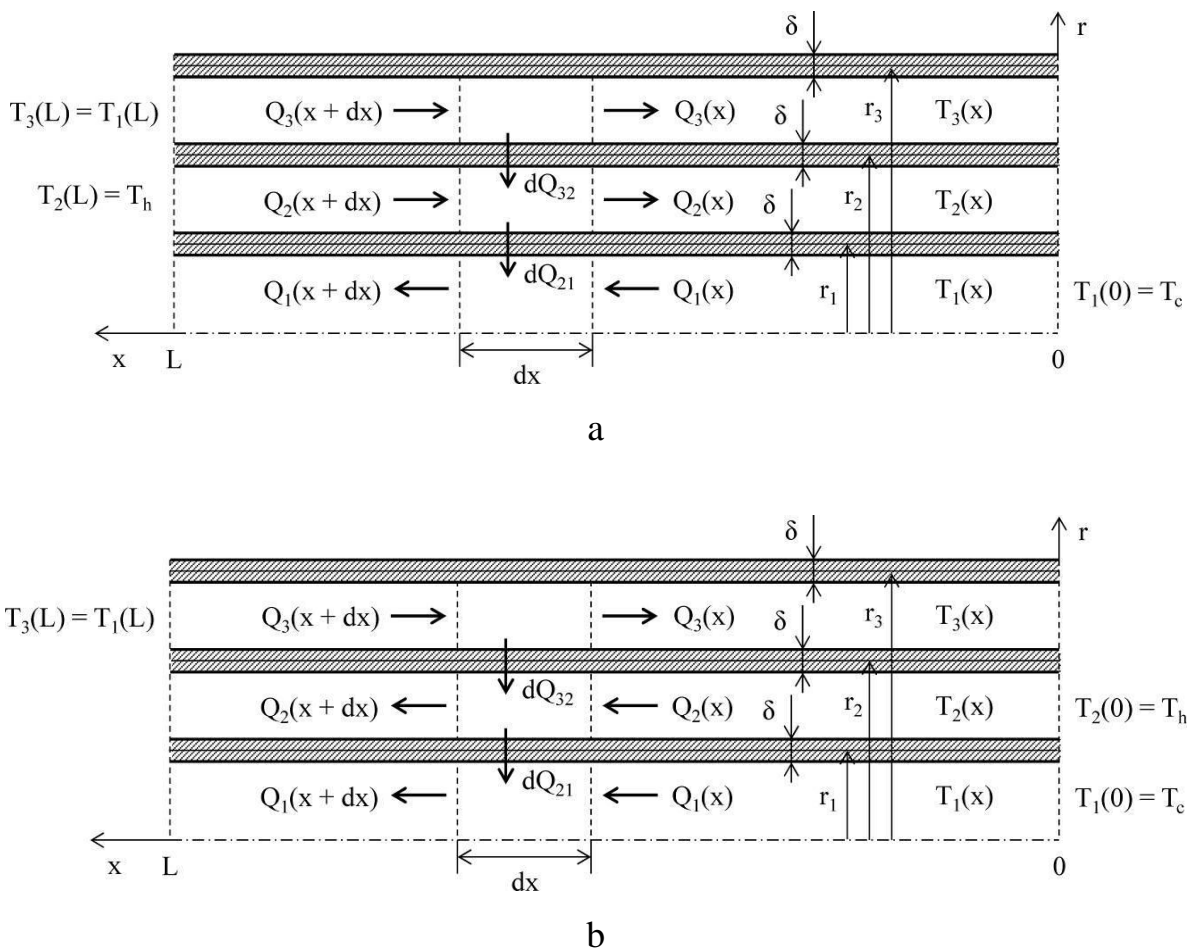 δ r
T₃(L) = T₁(L) Q₃(x + dx) Q₃(x) δ r₃ T₃(x)
dQ₃₂
T₂(L) = Tₕ Q₂(x + dx) Q₂(x) δ r₂ T₂(x)
dQ₂₁
Q₁(x + dx) Q₁(x) r₁ T₁(x) T₁(0) = T꜀
x L dx 0
a
δ r
T₃(L) = T₁(L) Q₃(x + dx) Q₃(x) δ r₃ T₃(x)
dQ₃₂
Q₂(x + dx) Q₂(x) δ r₂ T₂(x) T₂(0) = Tₕ
dQ₂₁
Q₁(x + dx) Q₁(x) r₁ T₁(x) T₁(0) = T꜀
x L dx 0
b